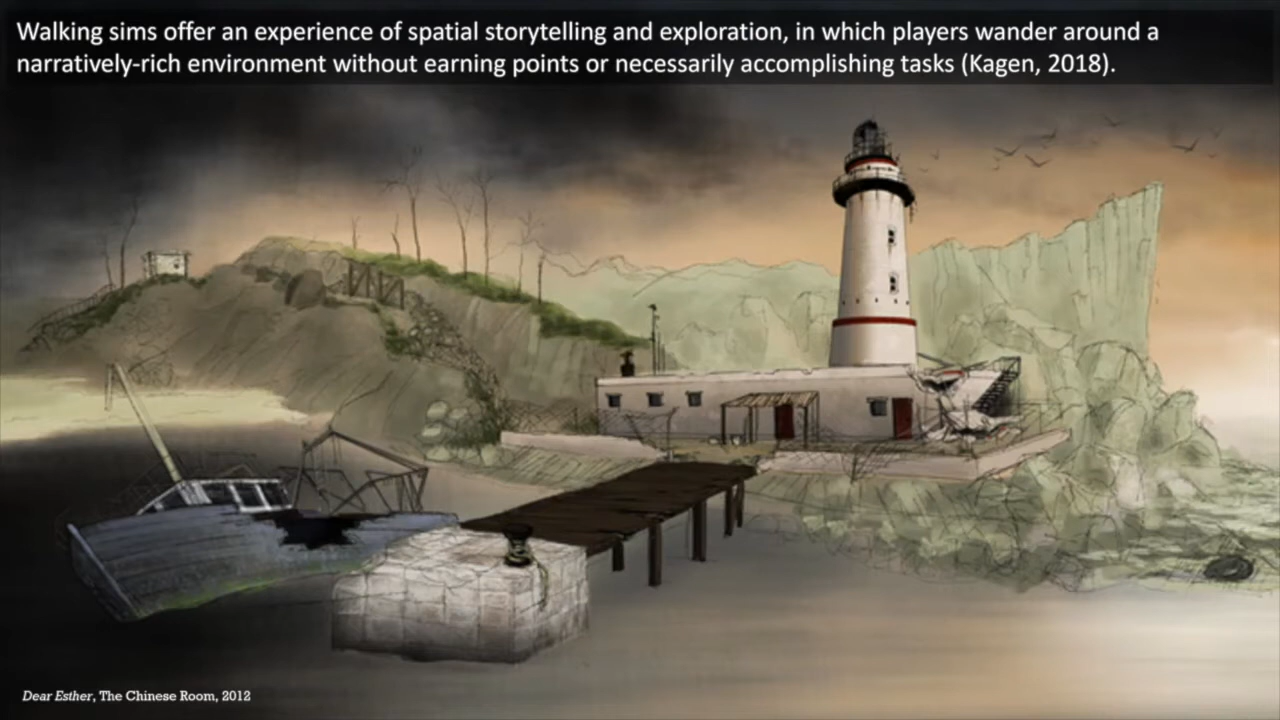 Walking sims offer an experience of spatial storytelling and exploration, in which players wander around a
narratively-rich environment without earning points or necessarily accomplishing tasks (Kagen, 2018).
Dear Esther, The Chinese Room, 2012